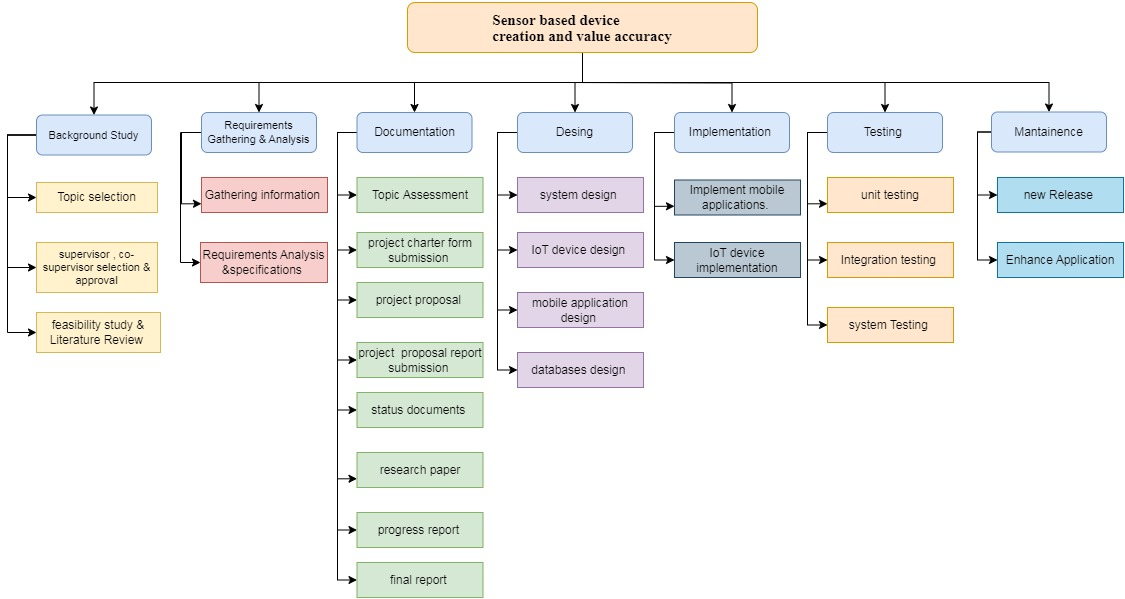 Sensor based device
creation and value accuracy
Background Study
Requirements
Gathering & Analysis
Documentation
Desing
Implementation
Testing
Mantainence
Topic selection
supervisor , co-
supervisor selection &
approval
feasibility study &
Literature Review
Gathering information
Requirements Analysis
&specifications
Topic Assessment
project charter form
submission
project proposal
project  proposal report
submission
status documents
research paper
progress report
final report
system design
IoT device design
mobile application
design
databases design
Implement mobile
applications.
IoT device
implementation
unit testing
Integration testing
system Testing
new Release
Enhance Application